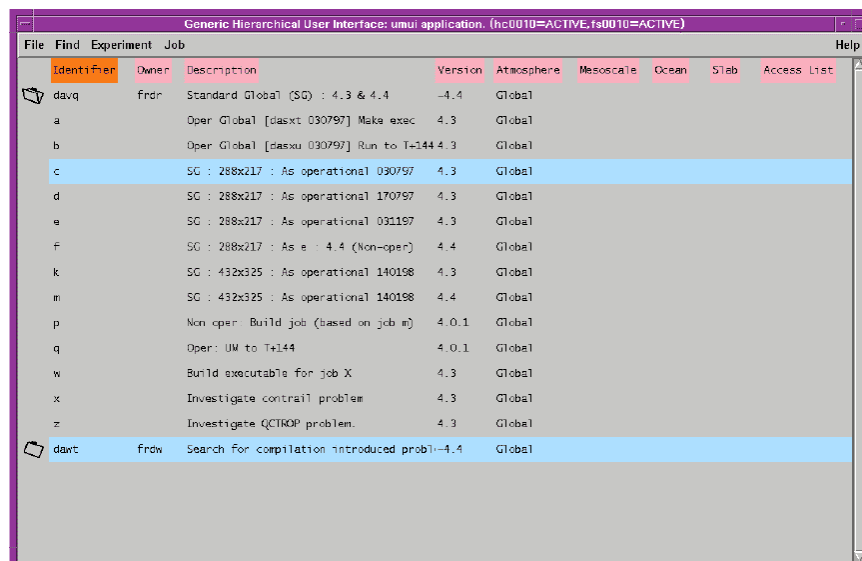 Generic Hierarchical User Interface: umui application. (hc0010=ACTIVE,fs0010=ACTIVE)
File Find Experiment Job Help
Identifier Owner Description Version Atmosphere Mesoscale Ocean Slab Access List
davq frdr Standard Global (SG) : 4.3 & 4.4 -4.4 Global
a Oper Global [dasxt 030797] Make exec 4.3 Global
b Oper Global [dasxu 030797] Run to T+144 4.3 Global
c SG : 288x217 : As operational 030797 4.3 Global
d SG : 288x217 : As operational 170797 4.3 Global
e SG : 288x217 : As operational 031197 4.3 Global
f SG : 288x217 : As e : 4.4 (Non-oper) 4.4 Global
k SG : 432x325 : As operational 140198 4.3 Global
m SG : 432x325 : As operational 140198 4.4 Global
p Non oper: Build job (based on job m) 4.0.1 Global
q Oper: UM to T+144 4.0.1 Global
w Build executable for job X 4.3 Global
x Investigate contrail problem 4.3 Global
z Investigate QCTROP problem. 4.3 Global
dawt frdw Search for compilation introduced probl -4.4 Global